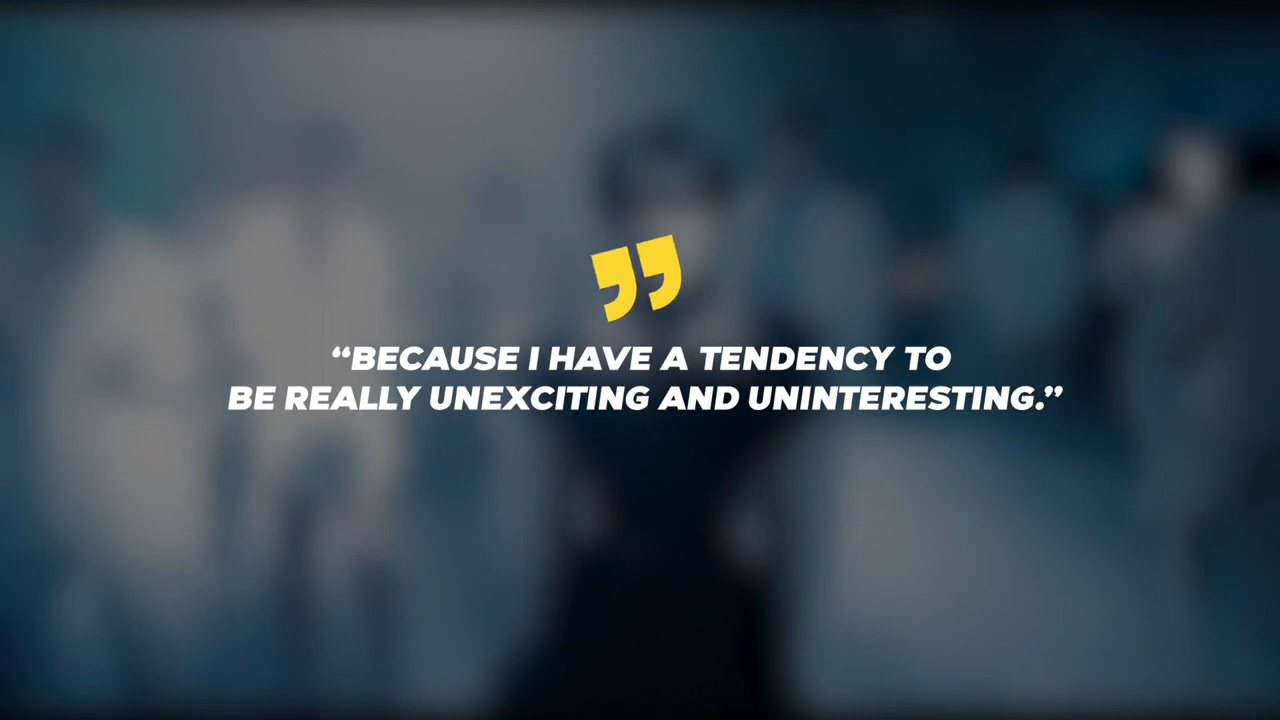 “BECAUSE I HAVE A TENDENCY TO
BE REALLY UNEXCITING AND UNINTERESTING.”